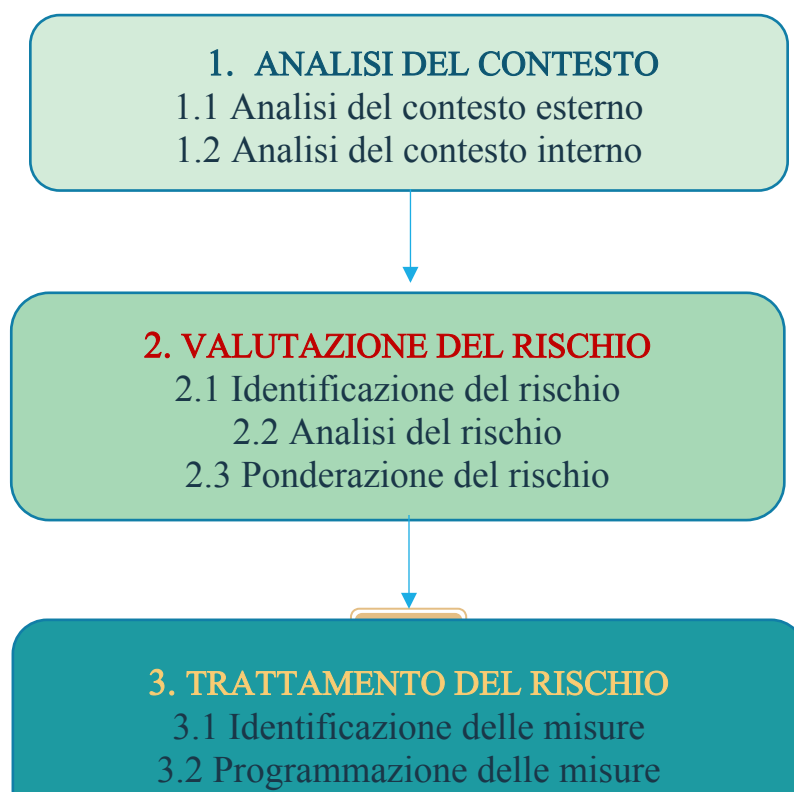 1. ANALISI DEL CONTESTO
1.1 Analisi del contesto esterno
1.2 Analisi del contesto interno
2. VALUTAZIONE DEL RISCHIO
2.1 Identificazione del rischio
2.2 Analisi del rischio
2.3 Ponderazione del rischio
3. TRATTAMENTO DEL RISCHIO
3.1 Identificazione delle misure
3.2 Programmazione delle misure